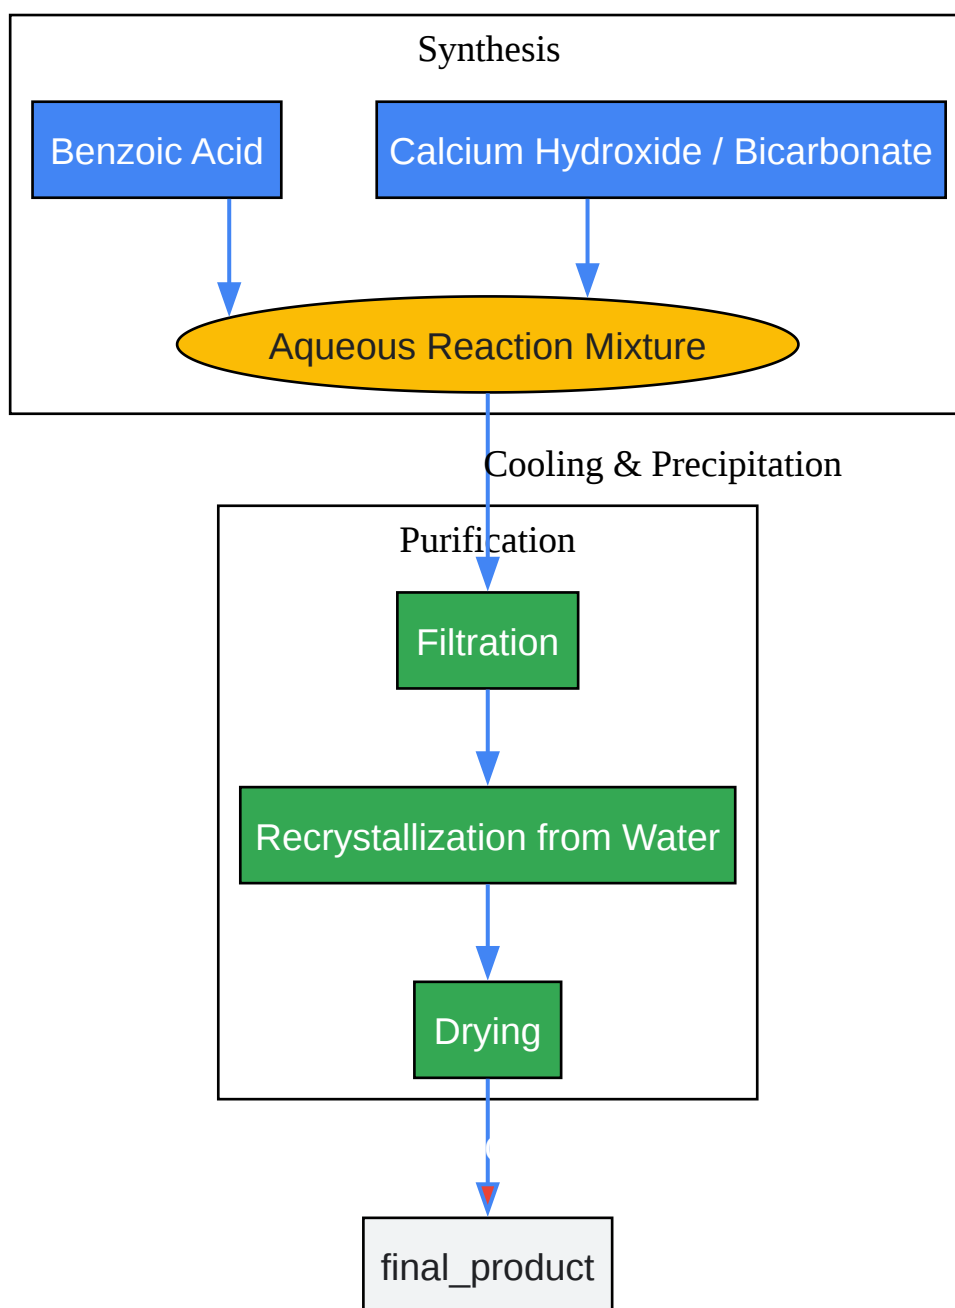 Synthesis
Benzoic Acid
Calcium Hydroxide / Bicarbonate
Aqueous Reaction Mixture
Cooling & Precipitation
Purification
Filtration
Recrystallization from Water
Drying
final_product